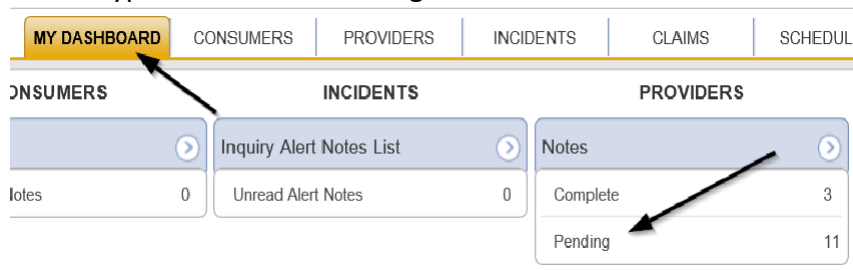 MY DASHBOARD CONSUMERS PROVIDERS INCIDENTS CLAIMS SCHEDUL
ONSUMERS INCIDENTS PROVIDERS
Inquiry Alert Notes List Notes
lotes 0 Unread Alert Notes 0 Complete 3
Pending 11